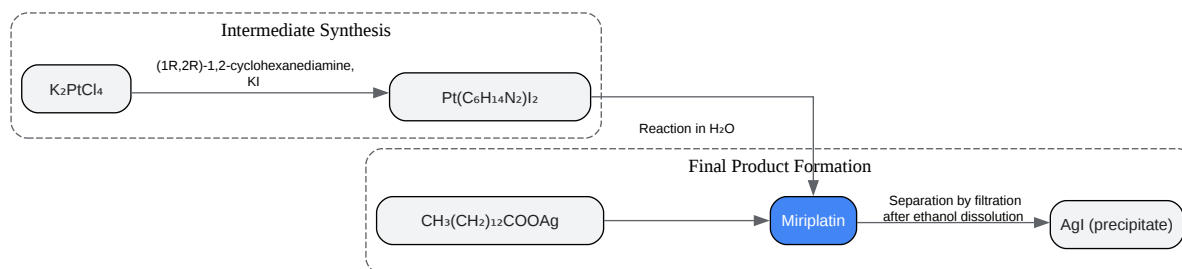 Intermediate Synthesis
(1R,2R)-1,2-cyclohexanediamine,
KI
K₂PtCl₄
Pt(C₆H₁₄N₂)I₂
Reaction in H₂O
Final Product Formation
CH₃(CH₂)₁₂COOAg
Miriplatin
Separation by filtration
after ethanol dissolution
AgI (precipitate)